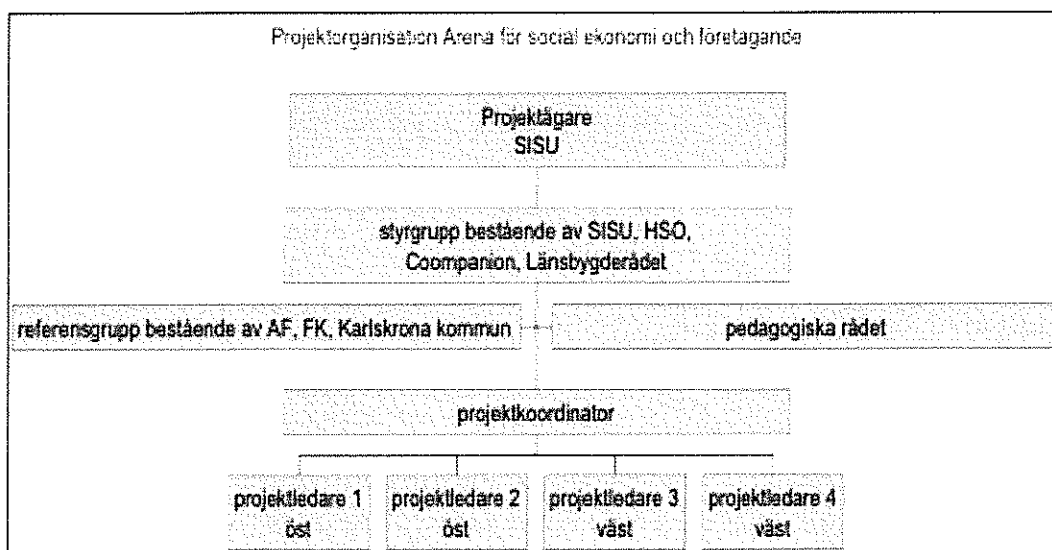 Projektorganisation Arena för social ekonomi och företagande
Projektägare
SISU
styrgrupp bestående av SISU, HSO,
Coompanion, Länsbygderådet
referensgrupp bestående av AF, FK, Karlskrona kommun
pedagogiska rådet
projektkoordinator
projektledare 1
öst
projektledare 2
öst
projektledare 3
väst
projektledare 4
väst